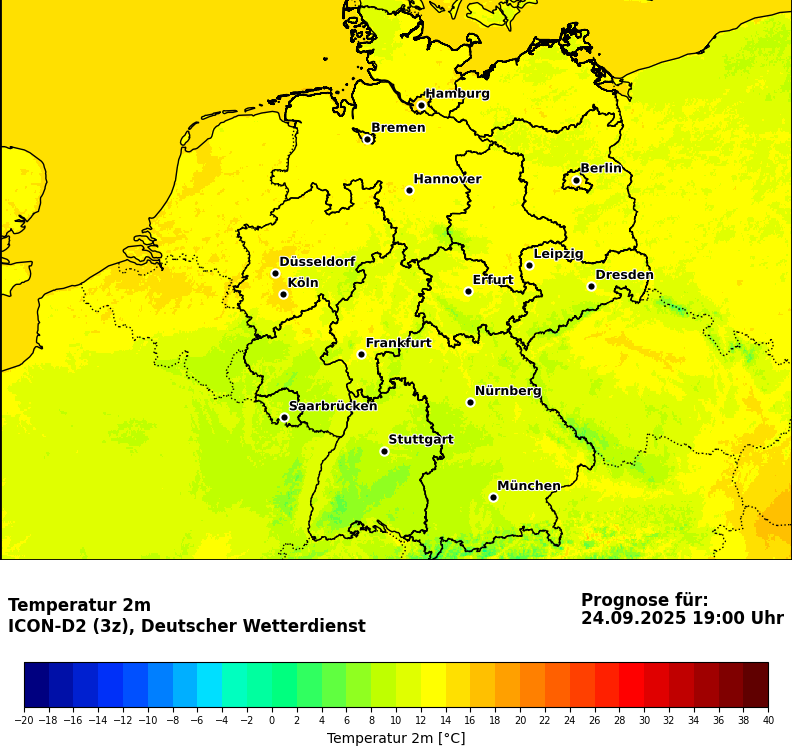 Hamburg
Bremen
Berlin
Hannover
Leipzig
Düsseldorf
Dresden
Erfurt
Köln
Frankfurt
Nürnberg
Saarbrücken
Stuttgart
München
Temperatur 2m
ICON-D2 (3z), Deutscher Wetterdienst
Prognose für:
24.09.2025 19:00 Uhr
−20 −18 −16 −14 −12 −10 −8 −6 −4 −2 0 2 4 6 8 10 12 14 16 18 20 22 24 26 28 30 32 34 36 38 40
Temperatur 2m [°C]